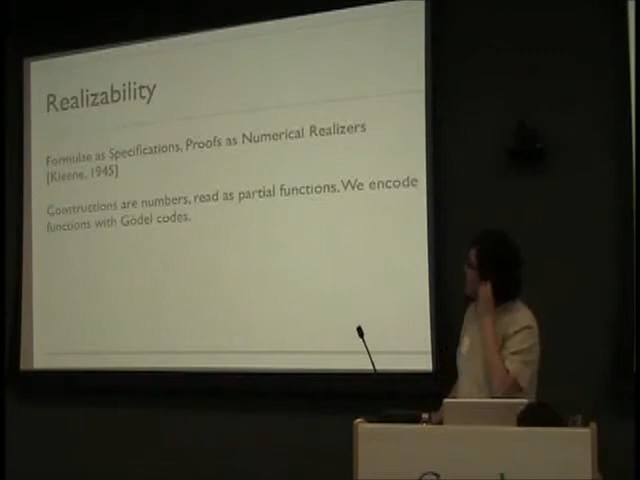 Realizability
Formulae as Specifications, Proofs as Numerical Realizers
[Kleene, 1945]
Constructions are numbers, read as partial functions. We encode
functions with Gödel codes.